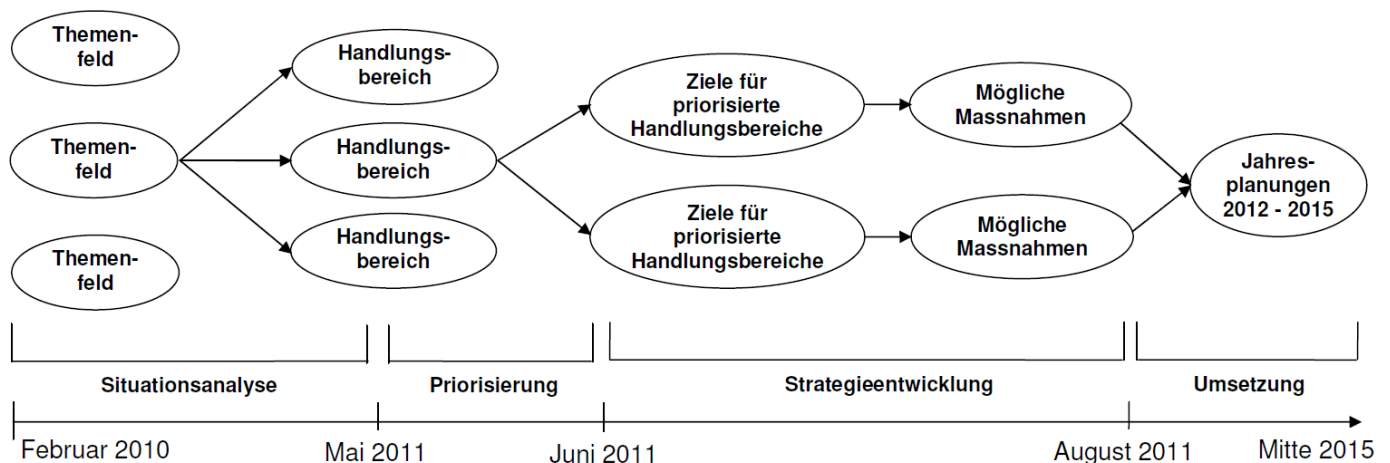 Themen-
feld
Themen-
feld
Themen-
feld
Handlungs-
bereich
Handlungs-
bereich
Handlungs-
bereich
Ziele für
priorisierte
Handlungsbereiche
Ziele für
priorisierte
Handlungsbereiche
Mögliche
Massnahmen
Mögliche
Massnahmen
Jahres-
planungen
2012 - 2015
Situationsanalyse
Priorisierung
Strategieentwicklung
Umsetzung
Februar 2010
Mai 2011
Juni 2011
August 2011
Mitte 2015